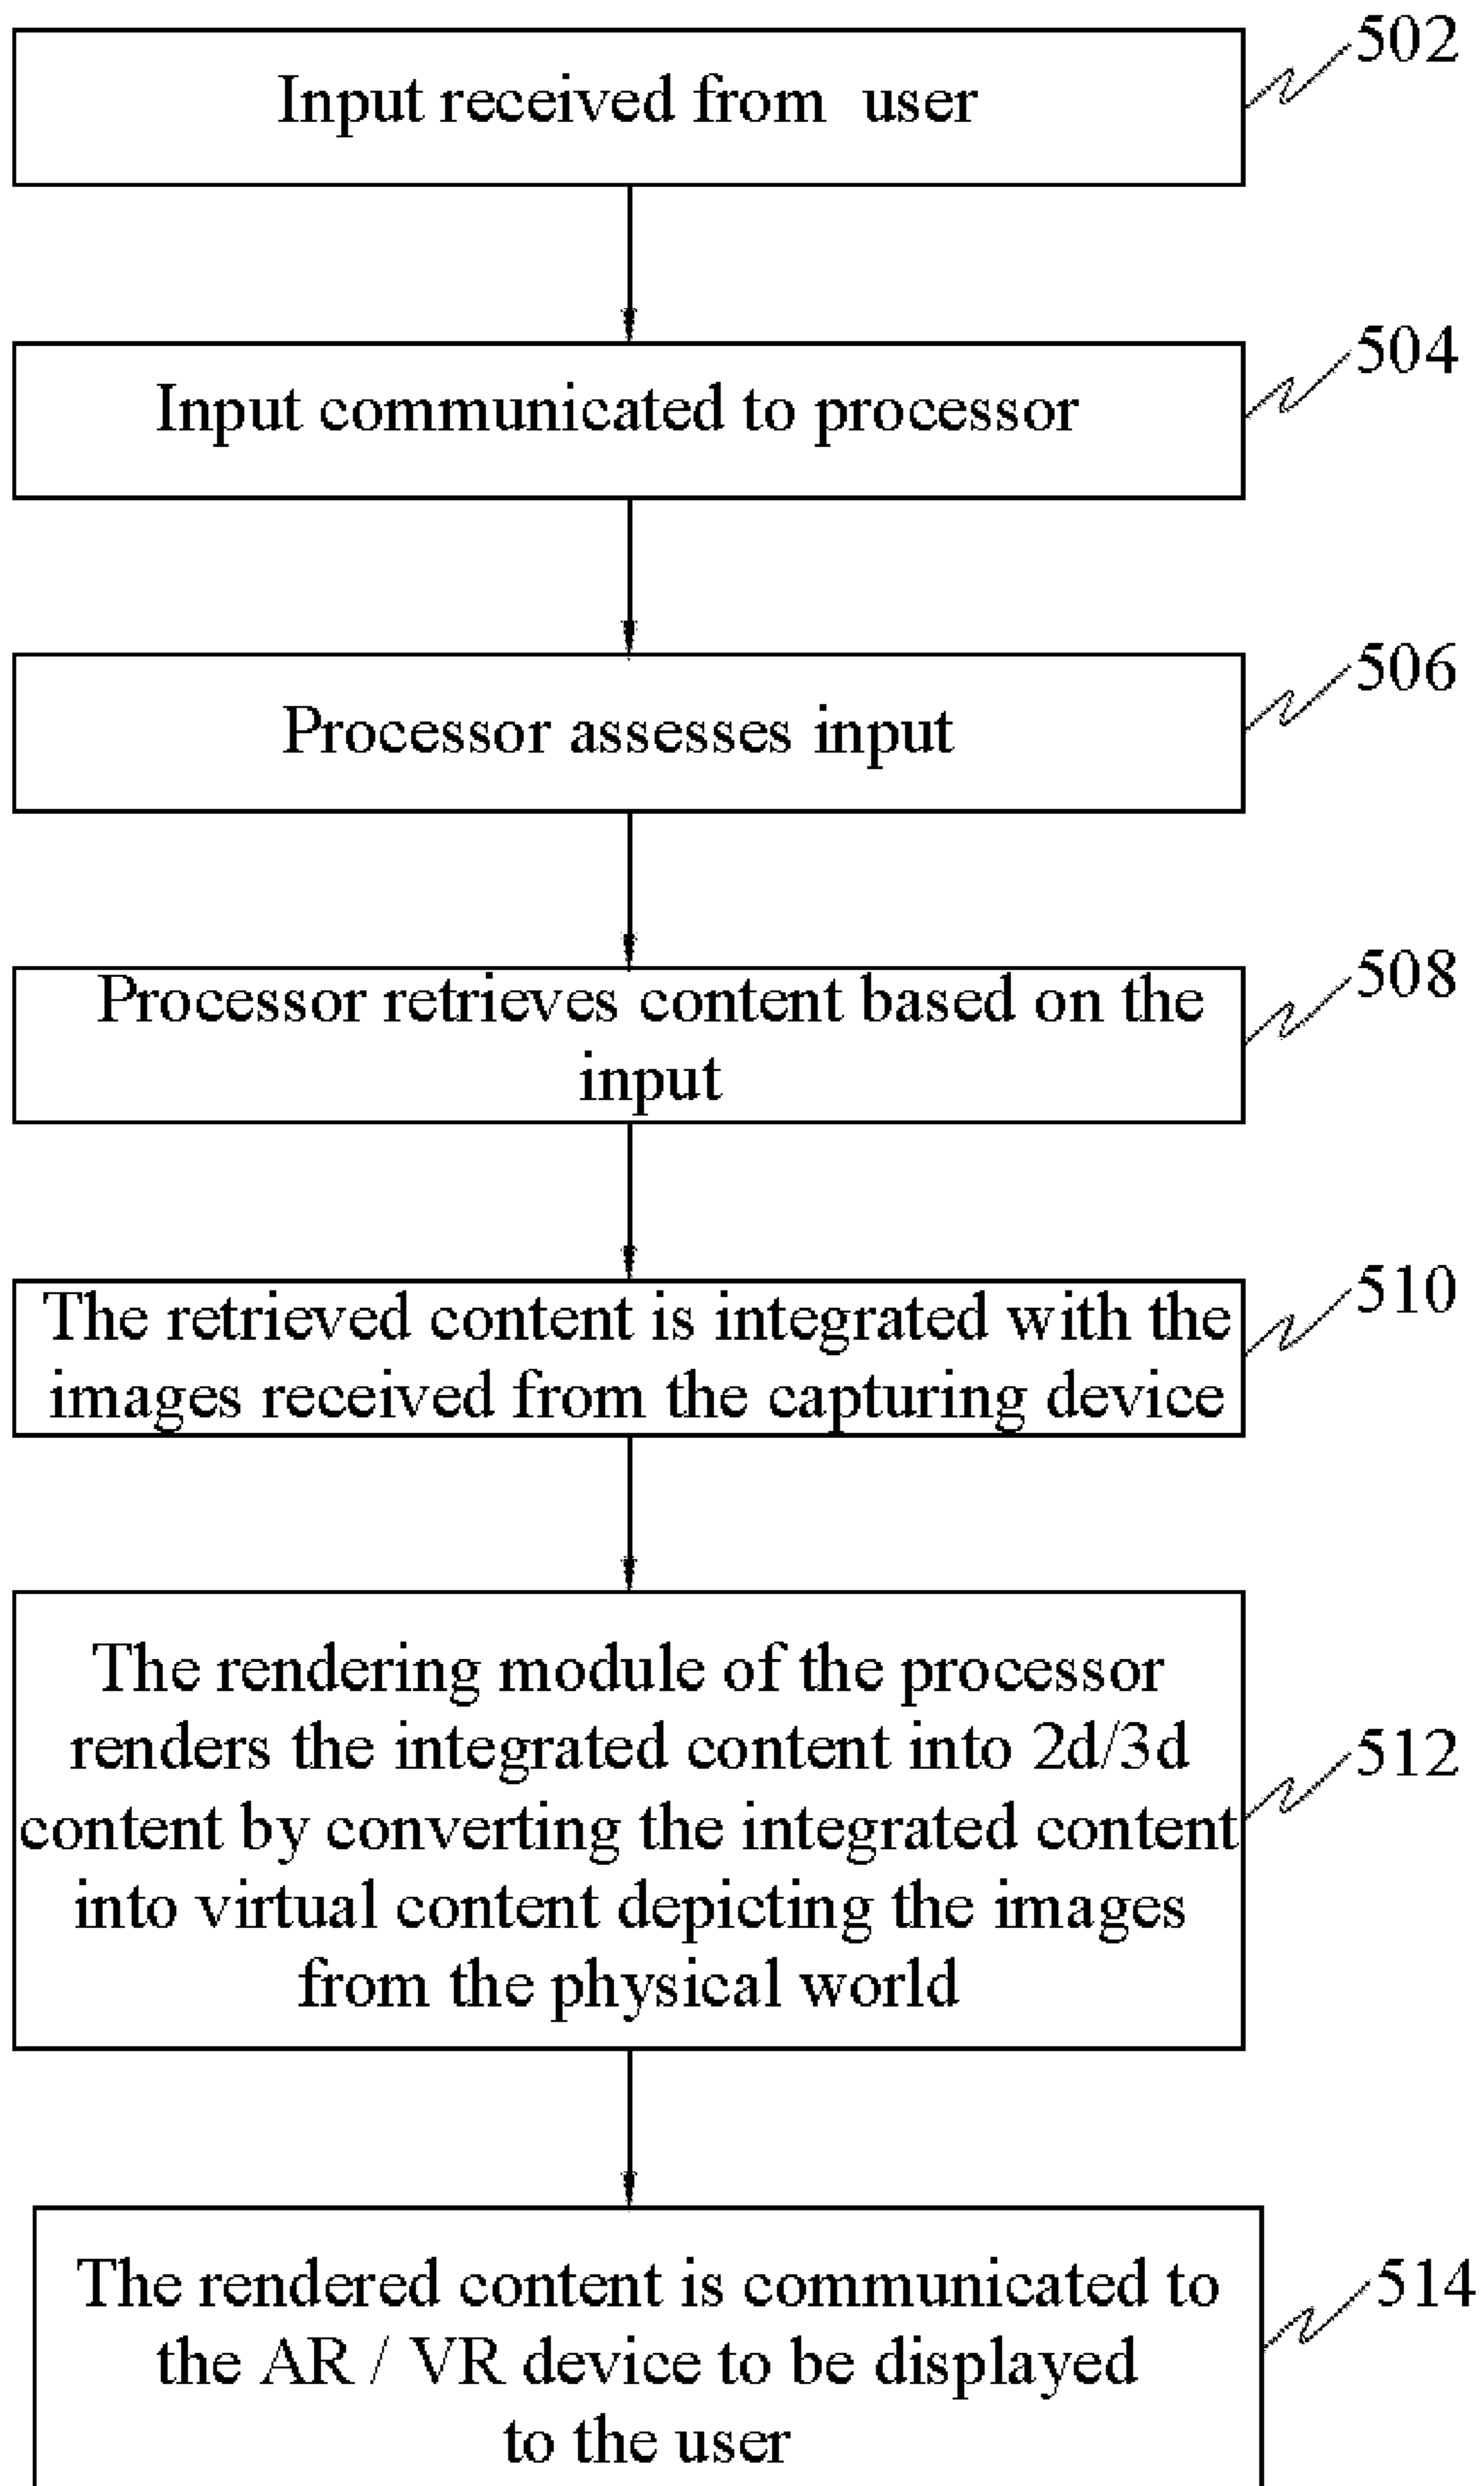 502
Input received from user
504
Input communicated to processor
506
Processor assesses input
508
Processor retrieves content based on the
input
510
The retrieved content is integrated with the
images received from the capturing device
The rendering module of the processor
renders the integrated content into 2d/3d
512
content by converting the integrated content
into virtual content depicting the images
from the physical world
The rendered content is communicated to
514
the AR / VR device to be displayed
to the user